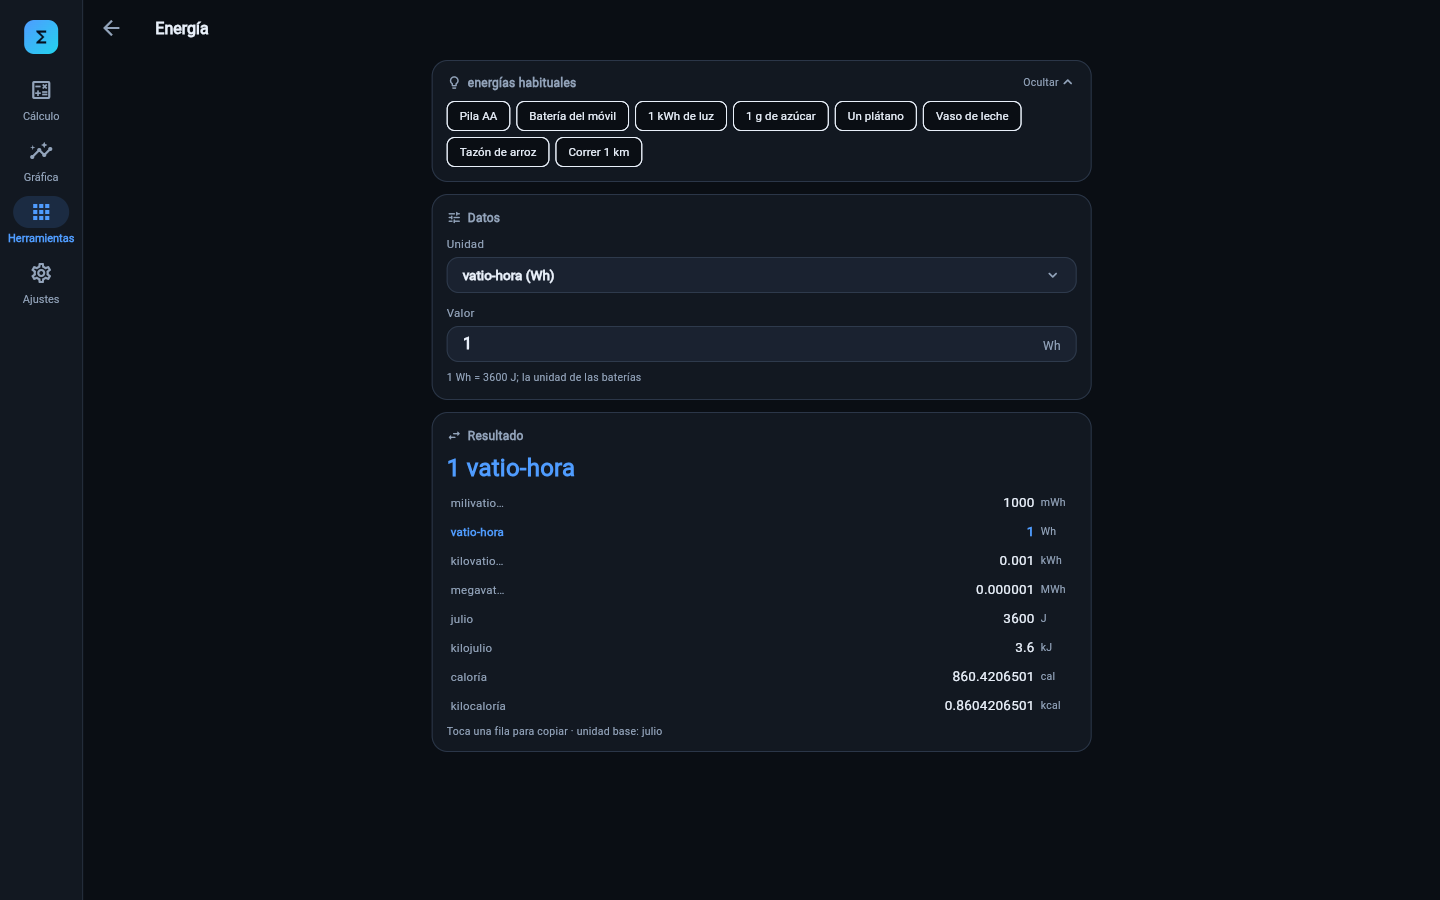 Σ
Energía
Cálculo
Gráfica
Herramientas
Ajustes
energías habituales
Ocultar
Pila AA
Batería del móvil
1 kWh de luz
1 g de azúcar
Un plátano
Vaso de leche
Tazón de arroz
Correr 1 km
Datos
Unidad
vatio-hora (Wh)
Valor
1 Wh
1 Wh = 3600 J; la unidad de las baterías
Resultado
1 vatio-hora
milivatio... 1000 mWh
vatio-hora 1 Wh
kilovatio... 0.001 kWh
megavat... 0.000001 MWh
julio 3600 J
kilojulio 3.6 kJ
caloría 860.4206501 cal
kilocaloría 0.8604206501 kcal
Toca una fila para copiar · unidad base: julio